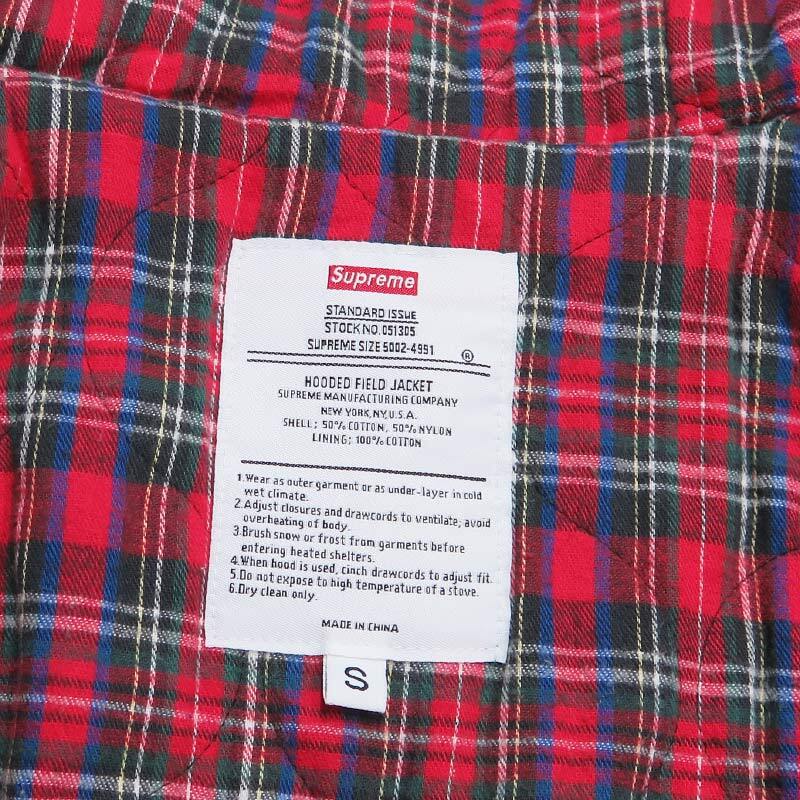 Supreme
STANDARD ISSUE
STOCK NO. 051305
SUPREME SIZE 5002-4991
®
HOODED FIELD JACKET
SUPREME MANUFACTURING COMPANY
NEW YORK, NY, U.S.A.
SHELL; 50% COTTON, 50% NYLON
LINING; 100% COTTON
1.Wear as outer garment or as under-layer in cold
wet climate.
2.Adjust closures and drawcords to ventilate; avoid
overheating of body.
3.Brush snow or frost from garments before
entering heated shelters.
4.When hood is used, cinch drawcords to adjust fit.
5.Do not expose to high temperature of a stove.
6.Dry clean only.
MADE IN CHINA
S